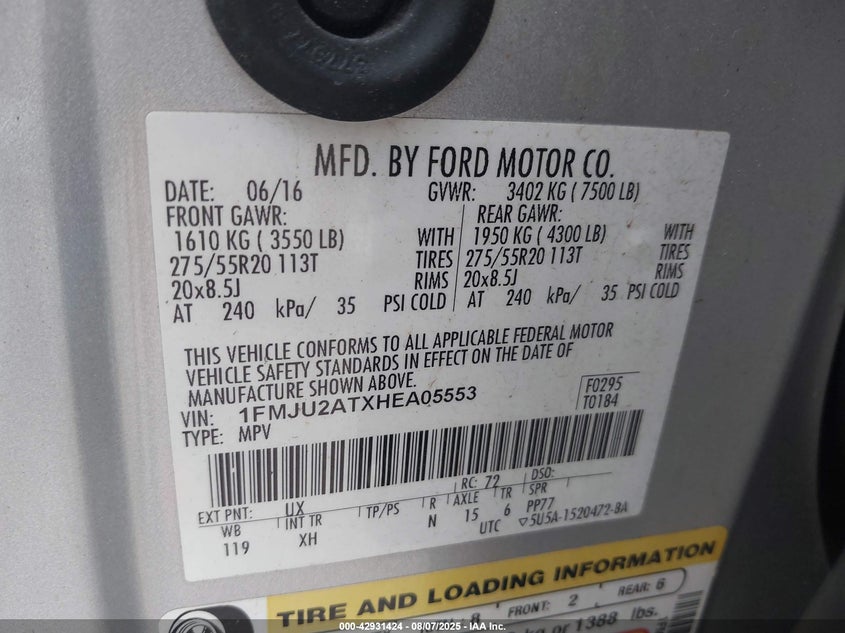 MFD. BY FORD MOTOR CO.
DATE: 06/16 GVWR: 3402 KG ( 7500 LB)
FRONT GAWR: REAR GAWR:
1610 KG ( 3550 LB) WITH 1950 KG ( 4300 LB) WITH
275/55R20 113T TIRES 275/55R20 113T TIRES
20x8.5J RIMS 20x8.5J RIMS
AT 240 kPa/ 35 PSI COLD AT 240 kPa/ 35 PSI COLD
THIS VEHICLE CONFORMS TO ALL APPLICABLE FEDERAL MOTOR
VEHICLE SAFETY STANDARDS IN EFFECT ON THE DATE OF
MANUFACTURE SHOWN ABOVE.
VIN: 1FMJU2ATXHEA05553 F0295
TYPE: MPV T0184
EXT PNT: UX RC: 72 DSO:
WB INT TR TP/PS R AXLE TR SPR
119 XH N 15 6 PP77
UTC ▽5U5A-1520472-BA
TIRE AND LOADING INFORMATION
8 FRONT: 2 REAR: 6
kg or 1388 lbs.
000-42931424 - 08/07/2025 - IAA Inc.